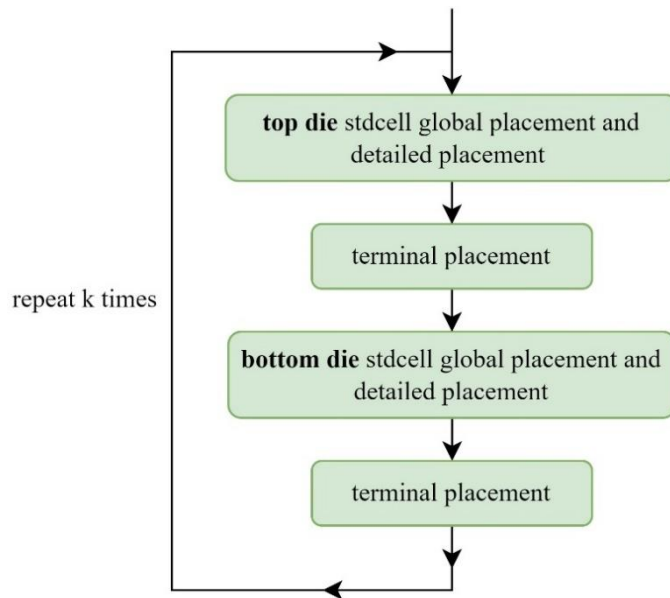 top die stdcell global placement and
detailed placement
terminal placement
repeat k times
bottom die stdcell global placement and
detailed placement
terminal placement